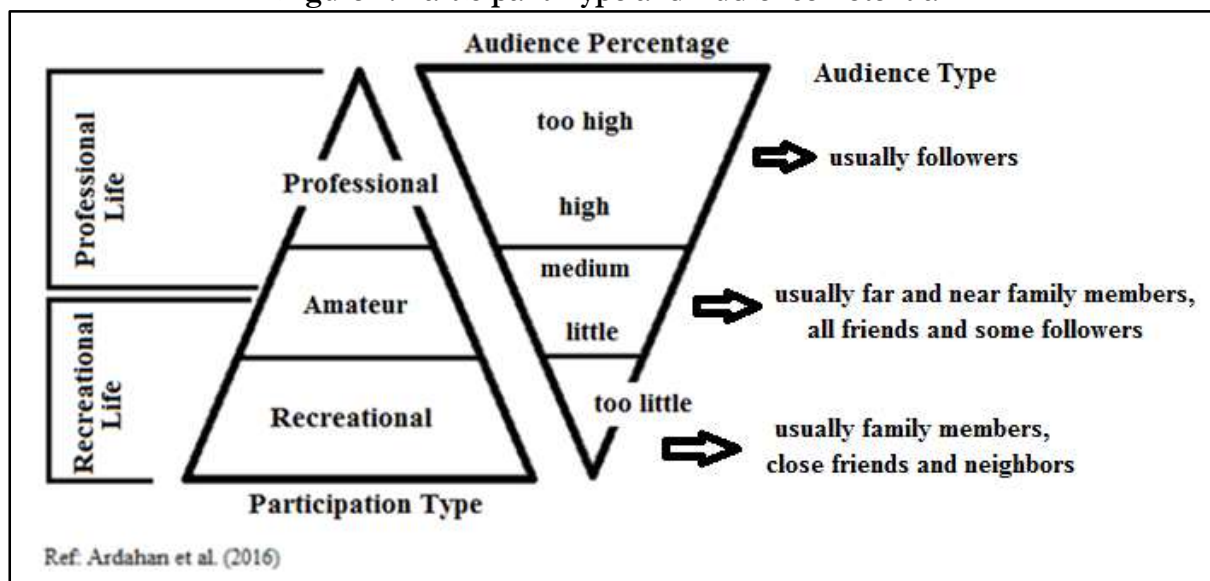 Audience Percentage
Audience Type
Professional
Life
Recreational
Life
Professional
Amateur
Recreational
Participation Type
too high
high
medium
little
too little
usually followers
usually far and near family members,
all friends and some followers
usually family members,
close friends and neighbors
Ref: Ardahan et al. (2016)